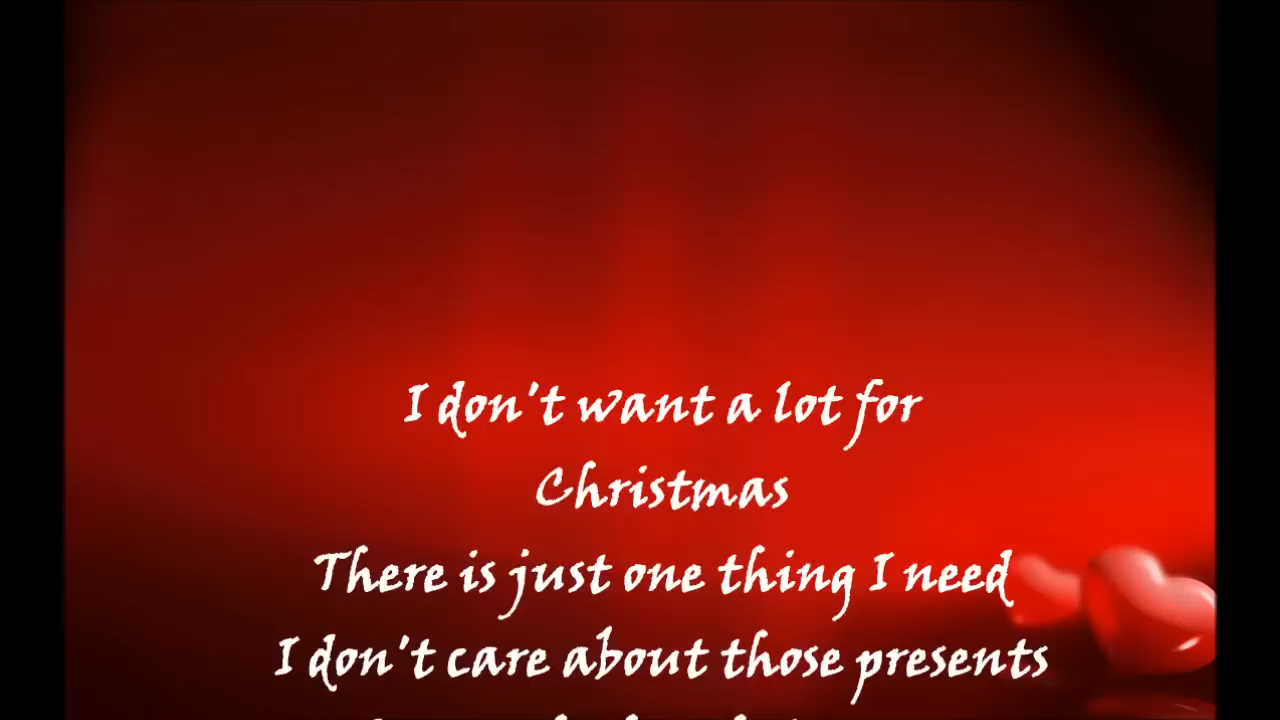 I don't want a lot for
Christmas
There is just one thing I need
I don't care about those presents